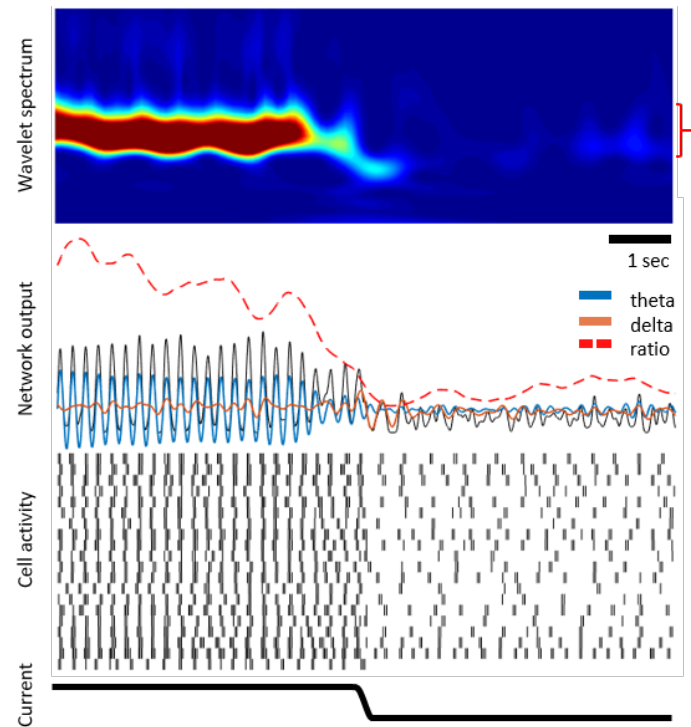 Wavelet spectrum
1 sec
Network output
theta
delta
ratio
Cell activity
Current